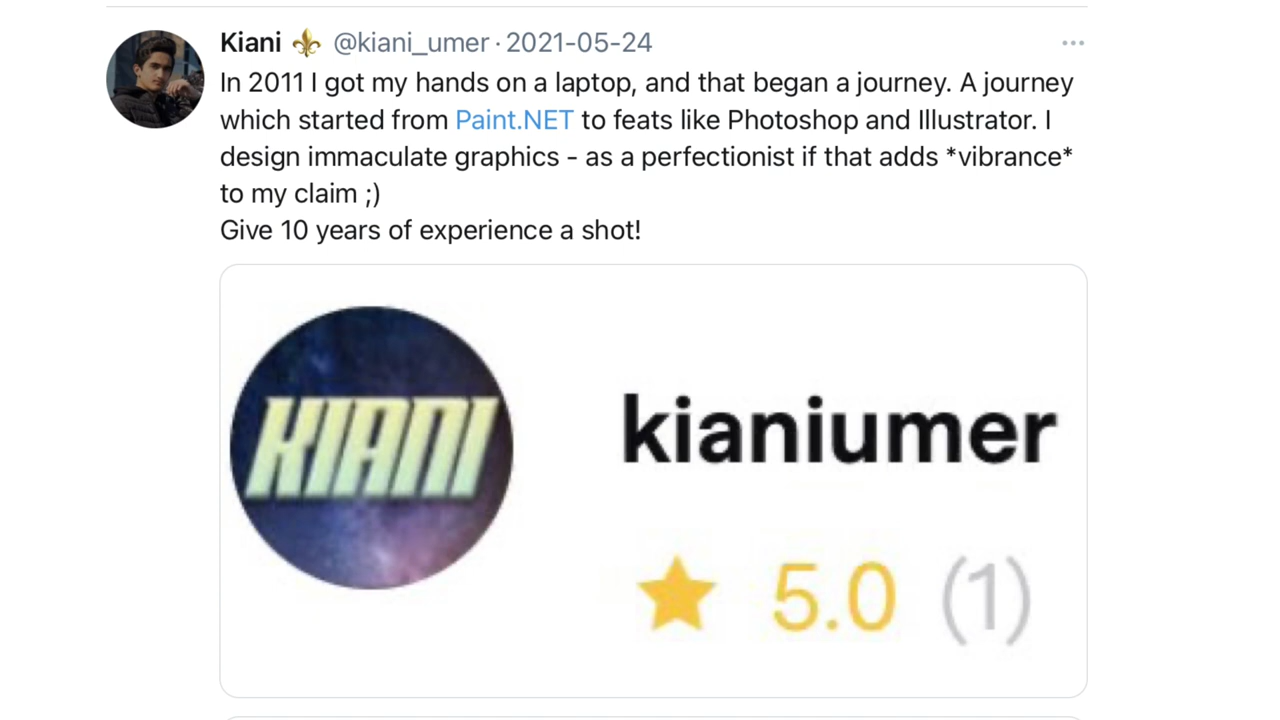 Kiani ⚜️ @kiani_umer · 2021-05-24 ···
In 2011 I got my hands on a laptop, and that began a journey. A journey
which started from Paint.NET to feats like Photoshop and Illustrator. I
design immaculate graphics - as a perfectionist if that adds *vibrance*
to my claim ;)
Give 10 years of experience a shot!
KIANI
kianiumer
★ 5.0 (1)